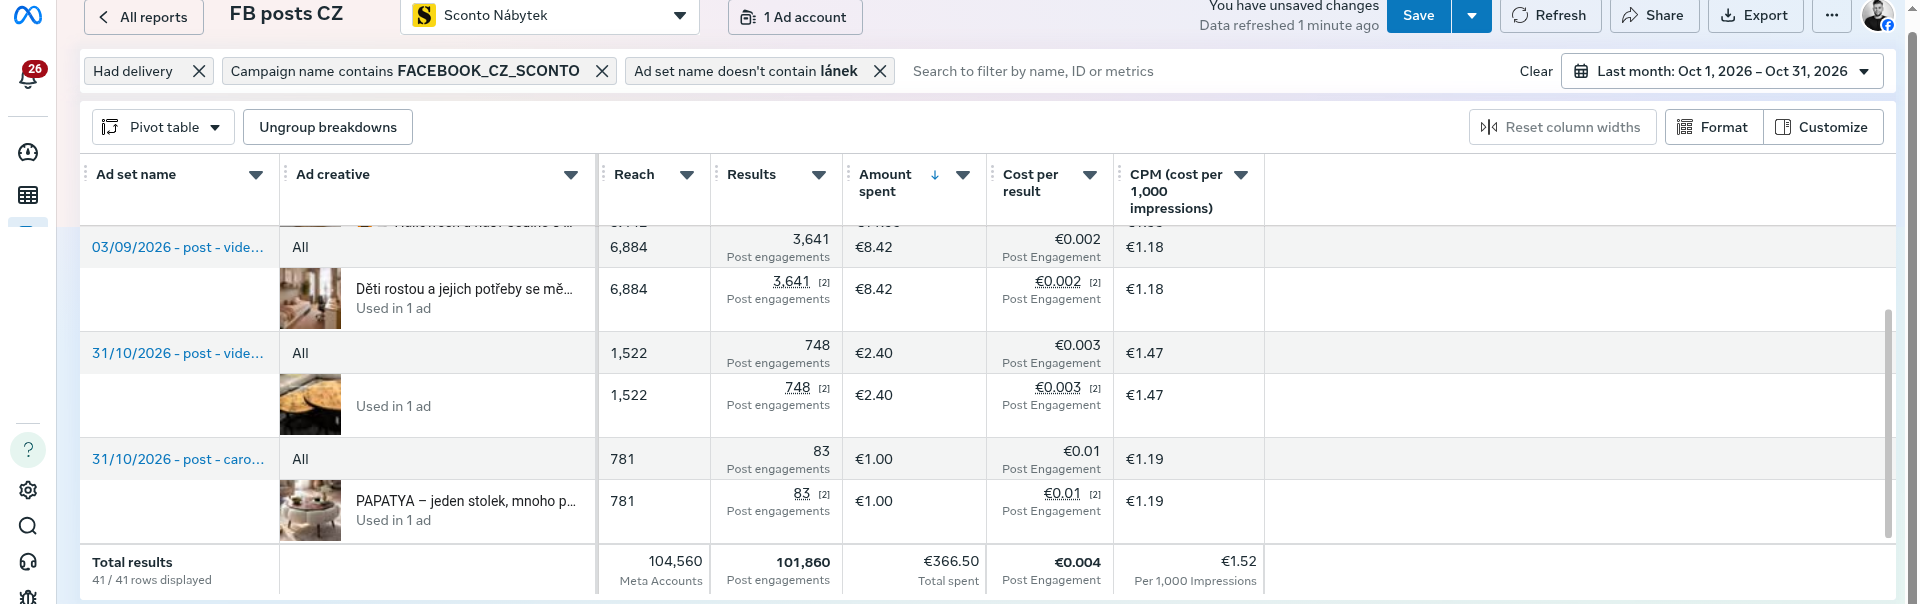 All reports
FB posts CZ
Sconto Nábytek
1 Ad account
You have unsaved changes
Data refreshed 1 minute ago
Save
Refresh
Share
Export
26
Had delivery
Campaign name contains FACEBOOK_CZ_SCONTO
Ad set name doesn't contain lánek
Search to filter by name, ID or metrics
Clear
Last month: Oct 1, 2026 – Oct 31, 2026
Pivot table
Ungroup breakdowns
Reset column widths
Format
Customize
Ad set name
Ad creative
Reach
Results
Amount
spent
Cost per
result
CPM (cost per
1,000
impressions)
03/09/2026 - post - vide...
All
6,884
3,641
Post engagements
€8.42
€0.002
Post Engagement
€1.18
Děti rostou a jejich potřeby se mě...
Used in 1 ad
6,884
3,641 [2]
Post engagements
€8.42
€0.002 [2]
Post Engagement
€1.18
31/10/2026 - post - vide...
All
1,522
748
Post engagements
€2.40
€0.003
Post Engagement
€1.47
Used in 1 ad
1,522
748 [2]
Post engagements
€2.40
€0.003 [2]
Post Engagement
€1.47
31/10/2026 - post - caro...
All
781
83
Post engagements
€1.00
€0.01
Post Engagement
€1.19
PAPATYA – jeden stolek, mnoho p...
Used in 1 ad
781
83 [2]
Post engagements
€1.00
€0.01 [2]
Post Engagement
€1.19
Total results
41 / 41 rows displayed
104,560
Meta Accounts
101,860
Post engagements
€366.50
Total spent
€0.004
Post Engagement
€1.52
Per 1,000 Impressions